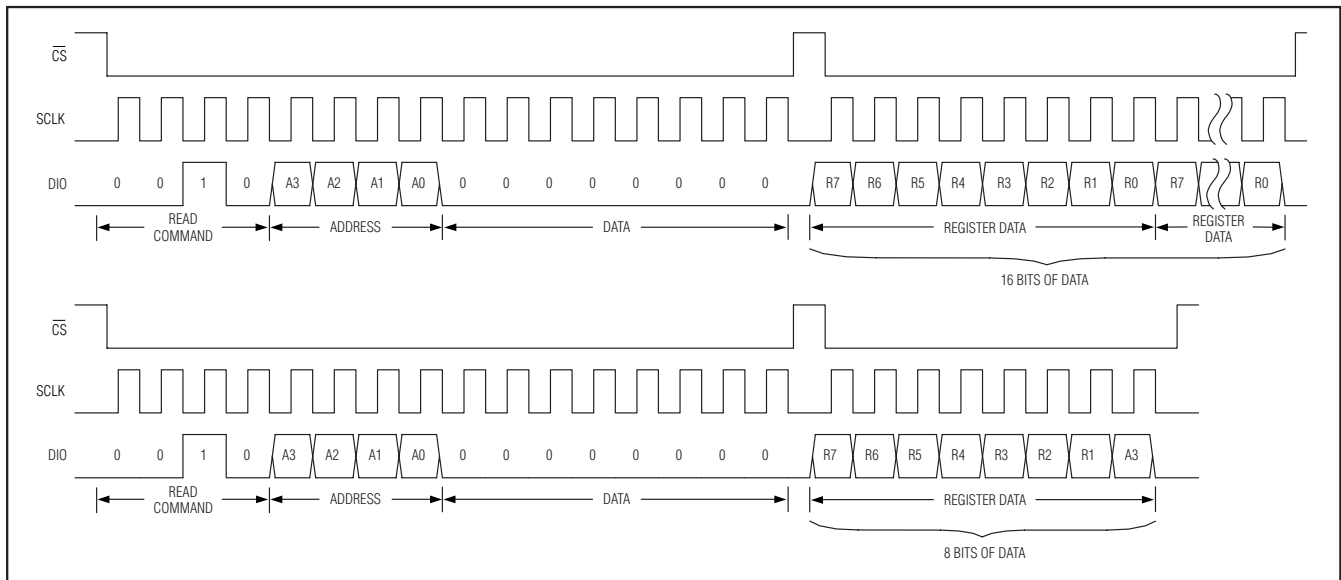 C̅S̅
SCLK
DIO 0 0 1 0 A3 A2 A1 A0 0 0 0 0 0 0 0 0 R7 R6 R5 R4 R3 R2 R1 R0 R7 R0
READ COMMAND ADDRESS DATA REGISTER DATA REGISTER DATA
16 BITS OF DATA
C̅S̅
SCLK
DIO 0 0 1 0 A3 A2 A1 A0 0 0 0 0 0 0 0 0 R7 R6 R5 R4 R3 R2 R1 A3
READ COMMAND ADDRESS DATA REGISTER DATA
8 BITS OF DATA